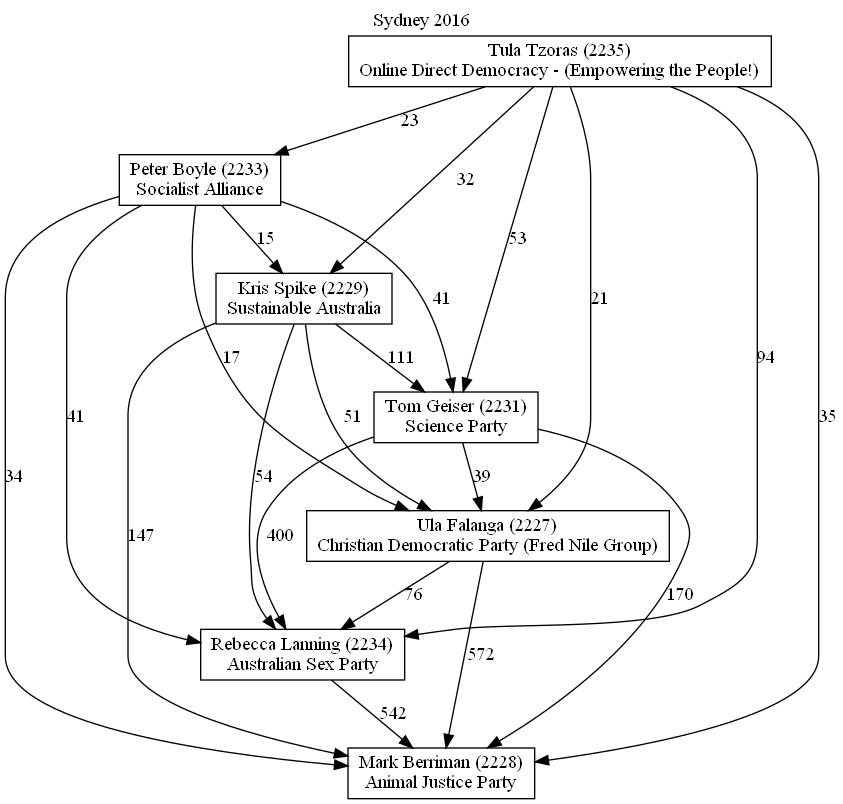 Sydney 2016
Tula Tzoras (2235)
Online Direct Democracy - (Empowering the People!)
23
Peter Boyle (2233)
Socialist Alliance
32
15
53
Kris Spike (2229)
Sustainable Australia
41
21
17
111
94
Tom Geiser (2231)
Science Party
41
51
35
34
54
39
Ula Falanga (2227)
Christian Democratic Party (Fred Nile Group)
147
400
76
170
Rebecca Lanning (2234)
Australian Sex Party
572
542
Mark Berriman (2228)
Animal Justice Party